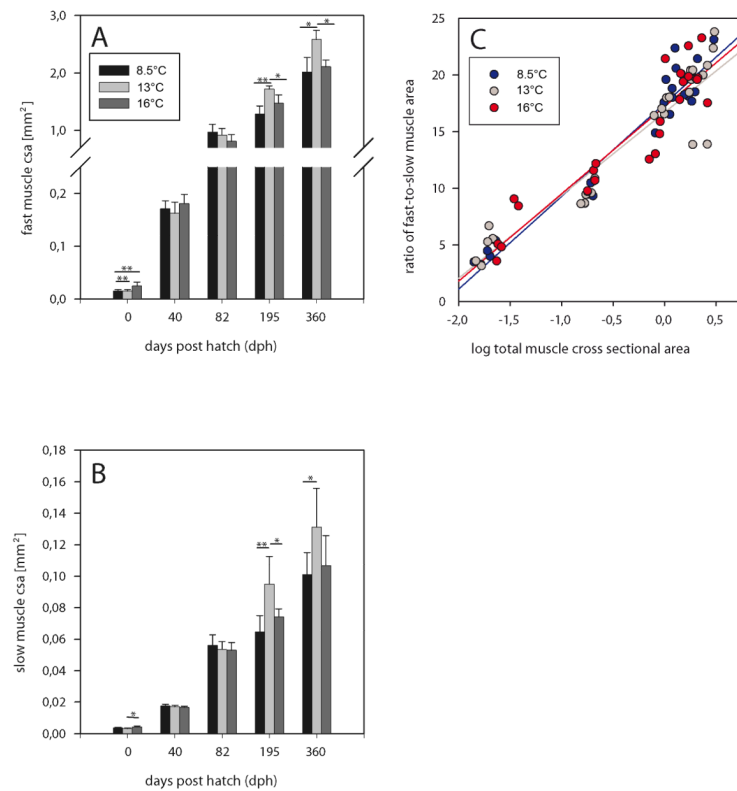 A
fast muscle csa [mm²]
3,0
2,0
1,0
0,2
0,1
0,0
8.5°C
13°C
16°C
** **
** *
* *
0 40 82 195 360
days post hatch (dph)
C
ratio of fast-to-slow muscle area
25
20
15
10
5
0
8.5°C
13°C
16°C
-2,0 -1,5 -1,0 -0,5 0,0 0,5
log total muscle cross sectional area
B
slow muscle csa [mm²]
0,18
0,16
0,14
0,12
0,10
0,08
0,06
0,04
0,02
0,00
*
** *
*
0 40 82 195 360
days post hatch (dph)